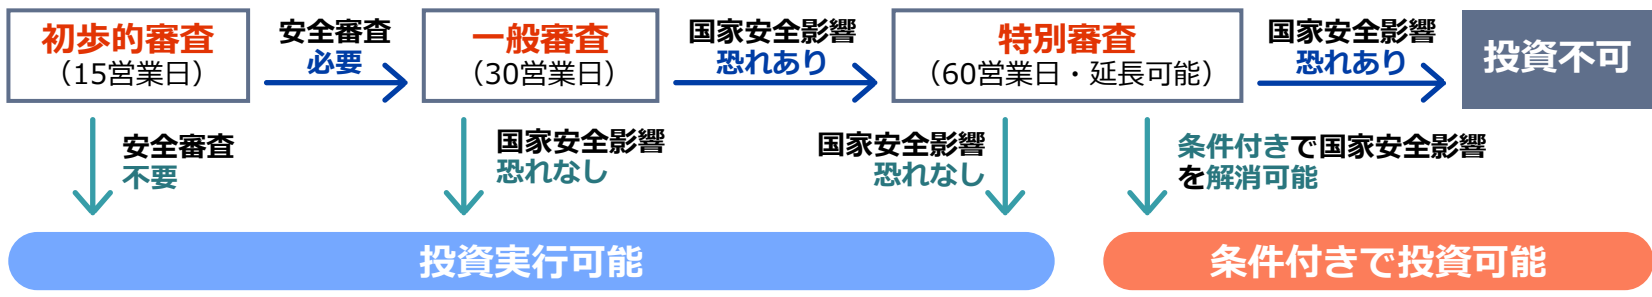 初歩的審査
（15営業日）
安全審査
必要
一般審査
（30営業日）
国家安全影響
恐れあり
特別審査
（60営業日・延長可能）
国家安全影響
恐れあり
投資不可
安全審査
不要
国家安全影響
恐れなし
国家安全影響
恐れなし
条件付きで国家安全影響
を解消可能
投資実行可能
条件付きで投資可能